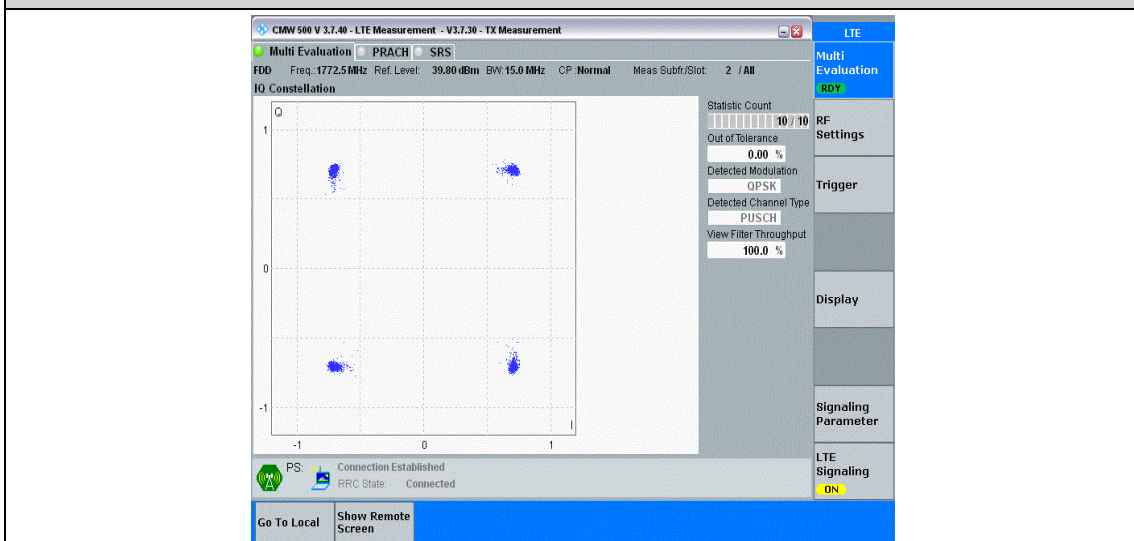 CMW 500 V 3.7.40 - LTE Measurement - V3.7.30 - TX Measurement
LTE
Multi Evaluation PRACH SRS
Multi
Evaluation
RDY
FDD Freq.:1772.5 MHz Ref. Level: 39.80 dBm BW:15.0 MHz CP :Normal Meas Subfr./Slot: 2 / All
IQ Constellation
Q
1
0
-1
-1 0 1
I
Statistic Count
10 / 10
Out of Tolerance
0.00 %
Detected Modulation
QPSK
Detected Channel Type
PUSCH
View Filter Throughput
100.0 %
RF
Settings
Trigger
Display
Signaling
Parameter
LTE
Signaling
ON
PS: Connection Established
RRC State: Connected
Go To Local
Show Remote
Screen